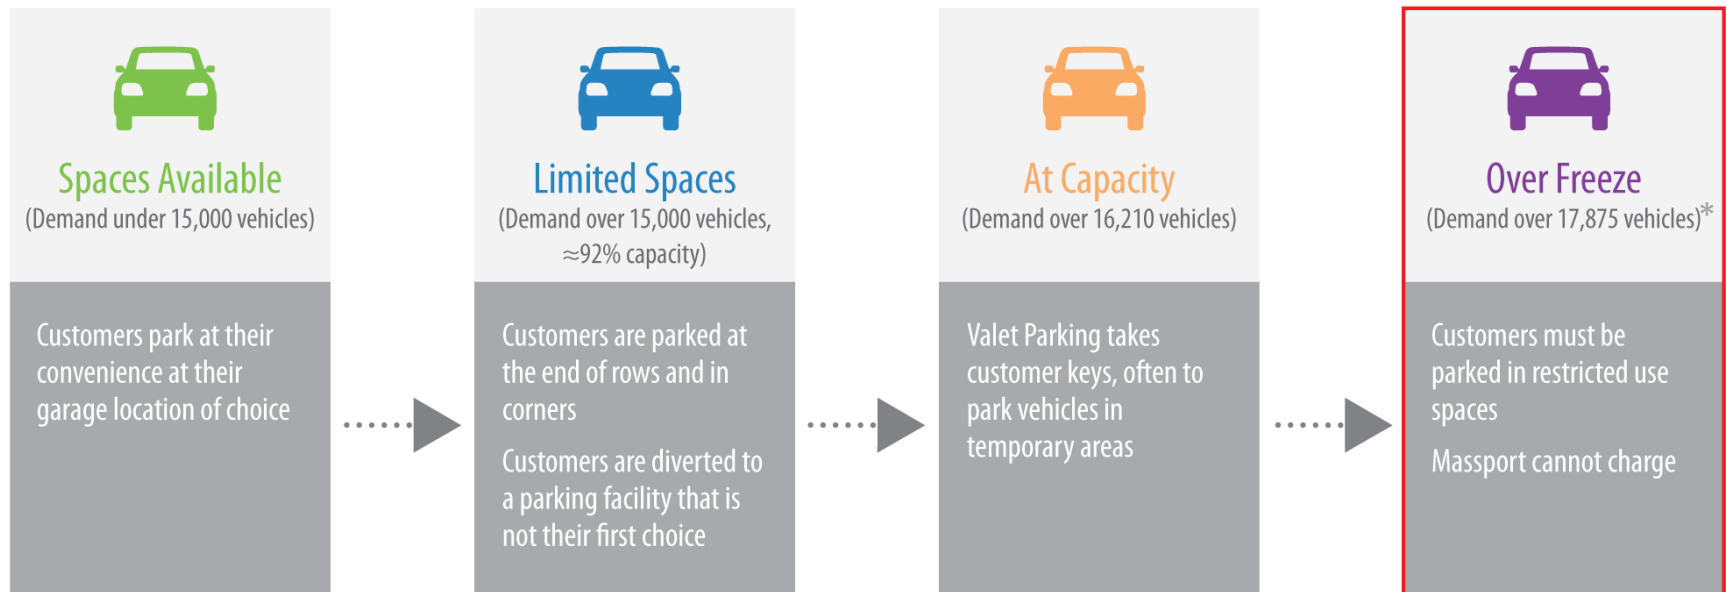 Spaces Available
(Demand under 15,000 vehicles)
Customers park at their
convenience at their
garage location of choice
Limited Spaces
(Demand over 15,000 vehicles,
≈92% capacity)
Customers are parked at
the end of rows and in
corners
Customers are diverted to
a parking facility that is
not their first choice
At Capacity
(Demand over 16,210 vehicles)
Valet Parking takes
customer keys, often to
park vehicles in
temporary areas
Over Freeze
(Demand over 17,875 vehicles)*
Customers must be
parked in restricted use
spaces
Massport cannot charge